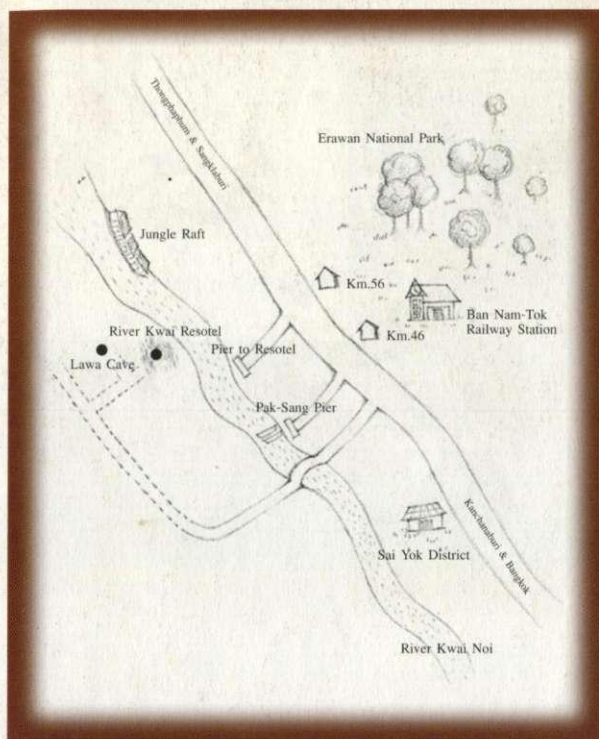 Thongphaphum & Sangklaburi
Erawan National Park
Jungle Raft
Km.56
Ban Nam-Tok
Railway Station
River Kwai Resotel
Pier to Resotel
Km.46
Lawa Cave
Pak-Sang Pier
Kanchanaburi & Bangkok
Sai Yok District
River Kwai Noi